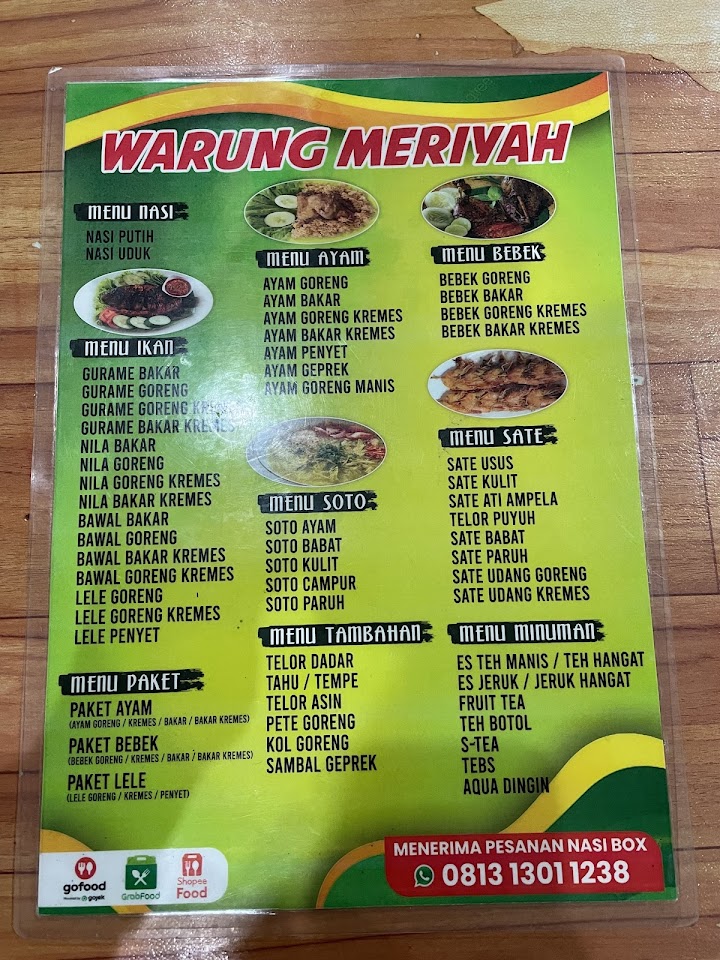 WARUNG MERIYAH
MENU NASI
NASI PUTIH
NASI UDUK
MENU IKAN
GURAME BAKAR
GURAME GORENG
GURAME GORENG KREMES
GURAME BAKAR KREMES
NILA BAKAR
NILA GORENG
NILA GORENG KREMES
NILA BAKAR KREMES
BAWAL BAKAR
BAWAL GORENG
BAWAL BAKAR KREMES
BAWAL GORENG KREMES
LELE GORENG
LELE GORENG KREMES
LELE PENYET
MENU PAKET
PAKET AYAM
(AYAM GORENG / KREMES / BAKAR / BAKAR KREMES)
PAKET BEBEK
(BEBEK GORENG / KREMES / BAKAR / BAKAR KREMES)
PAKET LELE
(LELE GORENG / KREMES / PENYET)
MENU AYAM
AYAM GORENG
AYAM BAKAR
AYAM GORENG KREMES
AYAM BAKAR KREMES
AYAM PENYET
AYAM GEPREK
AYAM GORENG MANIS
MENU SOTO
SOTO AYAM
SOTO BABAT
SOTO KULIT
SOTO CAMPUR
SOTO PARUH
MENU TAMBAHAN
TELOR DADAR
TAHU / TEMPE
TELOR ASIN
PETE GORENG
KOL GORENG
SAMBAL GEPREK
MENU BEBEK
BEBEK GORENG
BEBEK BAKAR
BEBEK GORENG KREMES
BEBEK BAKAR KREMES
MENU SATE
SATE USUS
SATE KULIT
SATE ATI AMPELA
TELOR PUYUH
SATE BABAT
SATE PARUH
SATE UDANG GORENG
SATE UDANG KREMES
MENU MINUMAN
ES TEH MANIS / TEH HANGAT
ES JERUK / JERUK HANGAT
FRUIT TEA
TEH BOTOL
S-TEA
TEBS
AQUA DINGIN
gofood
gojek
GrabFood
Shopee
Food
MENERIMA PESANAN NASI BOX
0813 1301 1238